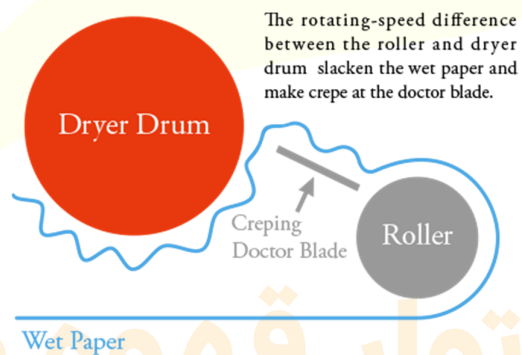 The rotating-speed difference
between the roller and dryer
drum slacken the wet paper and
make crepe at the doctor blade.
Dryer Drum
Creping
Doctor Blade
Roller
Wet Paper